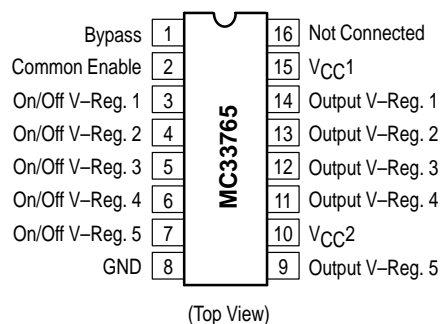 Bypass 1 16 Not Connected
Common Enable 2 15 VCC1
On/Off V–Reg. 1 3 14 Output V–Reg. 1
On/Off V–Reg. 2 4 13 Output V–Reg. 2
On/Off V–Reg. 3 5 12 Output V–Reg. 3
On/Off V–Reg. 4 6 11 Output V–Reg. 4
On/Off V–Reg. 5 7 10 VCC2
GND 8 9 Output V–Reg. 5
MC33765
(Top View)